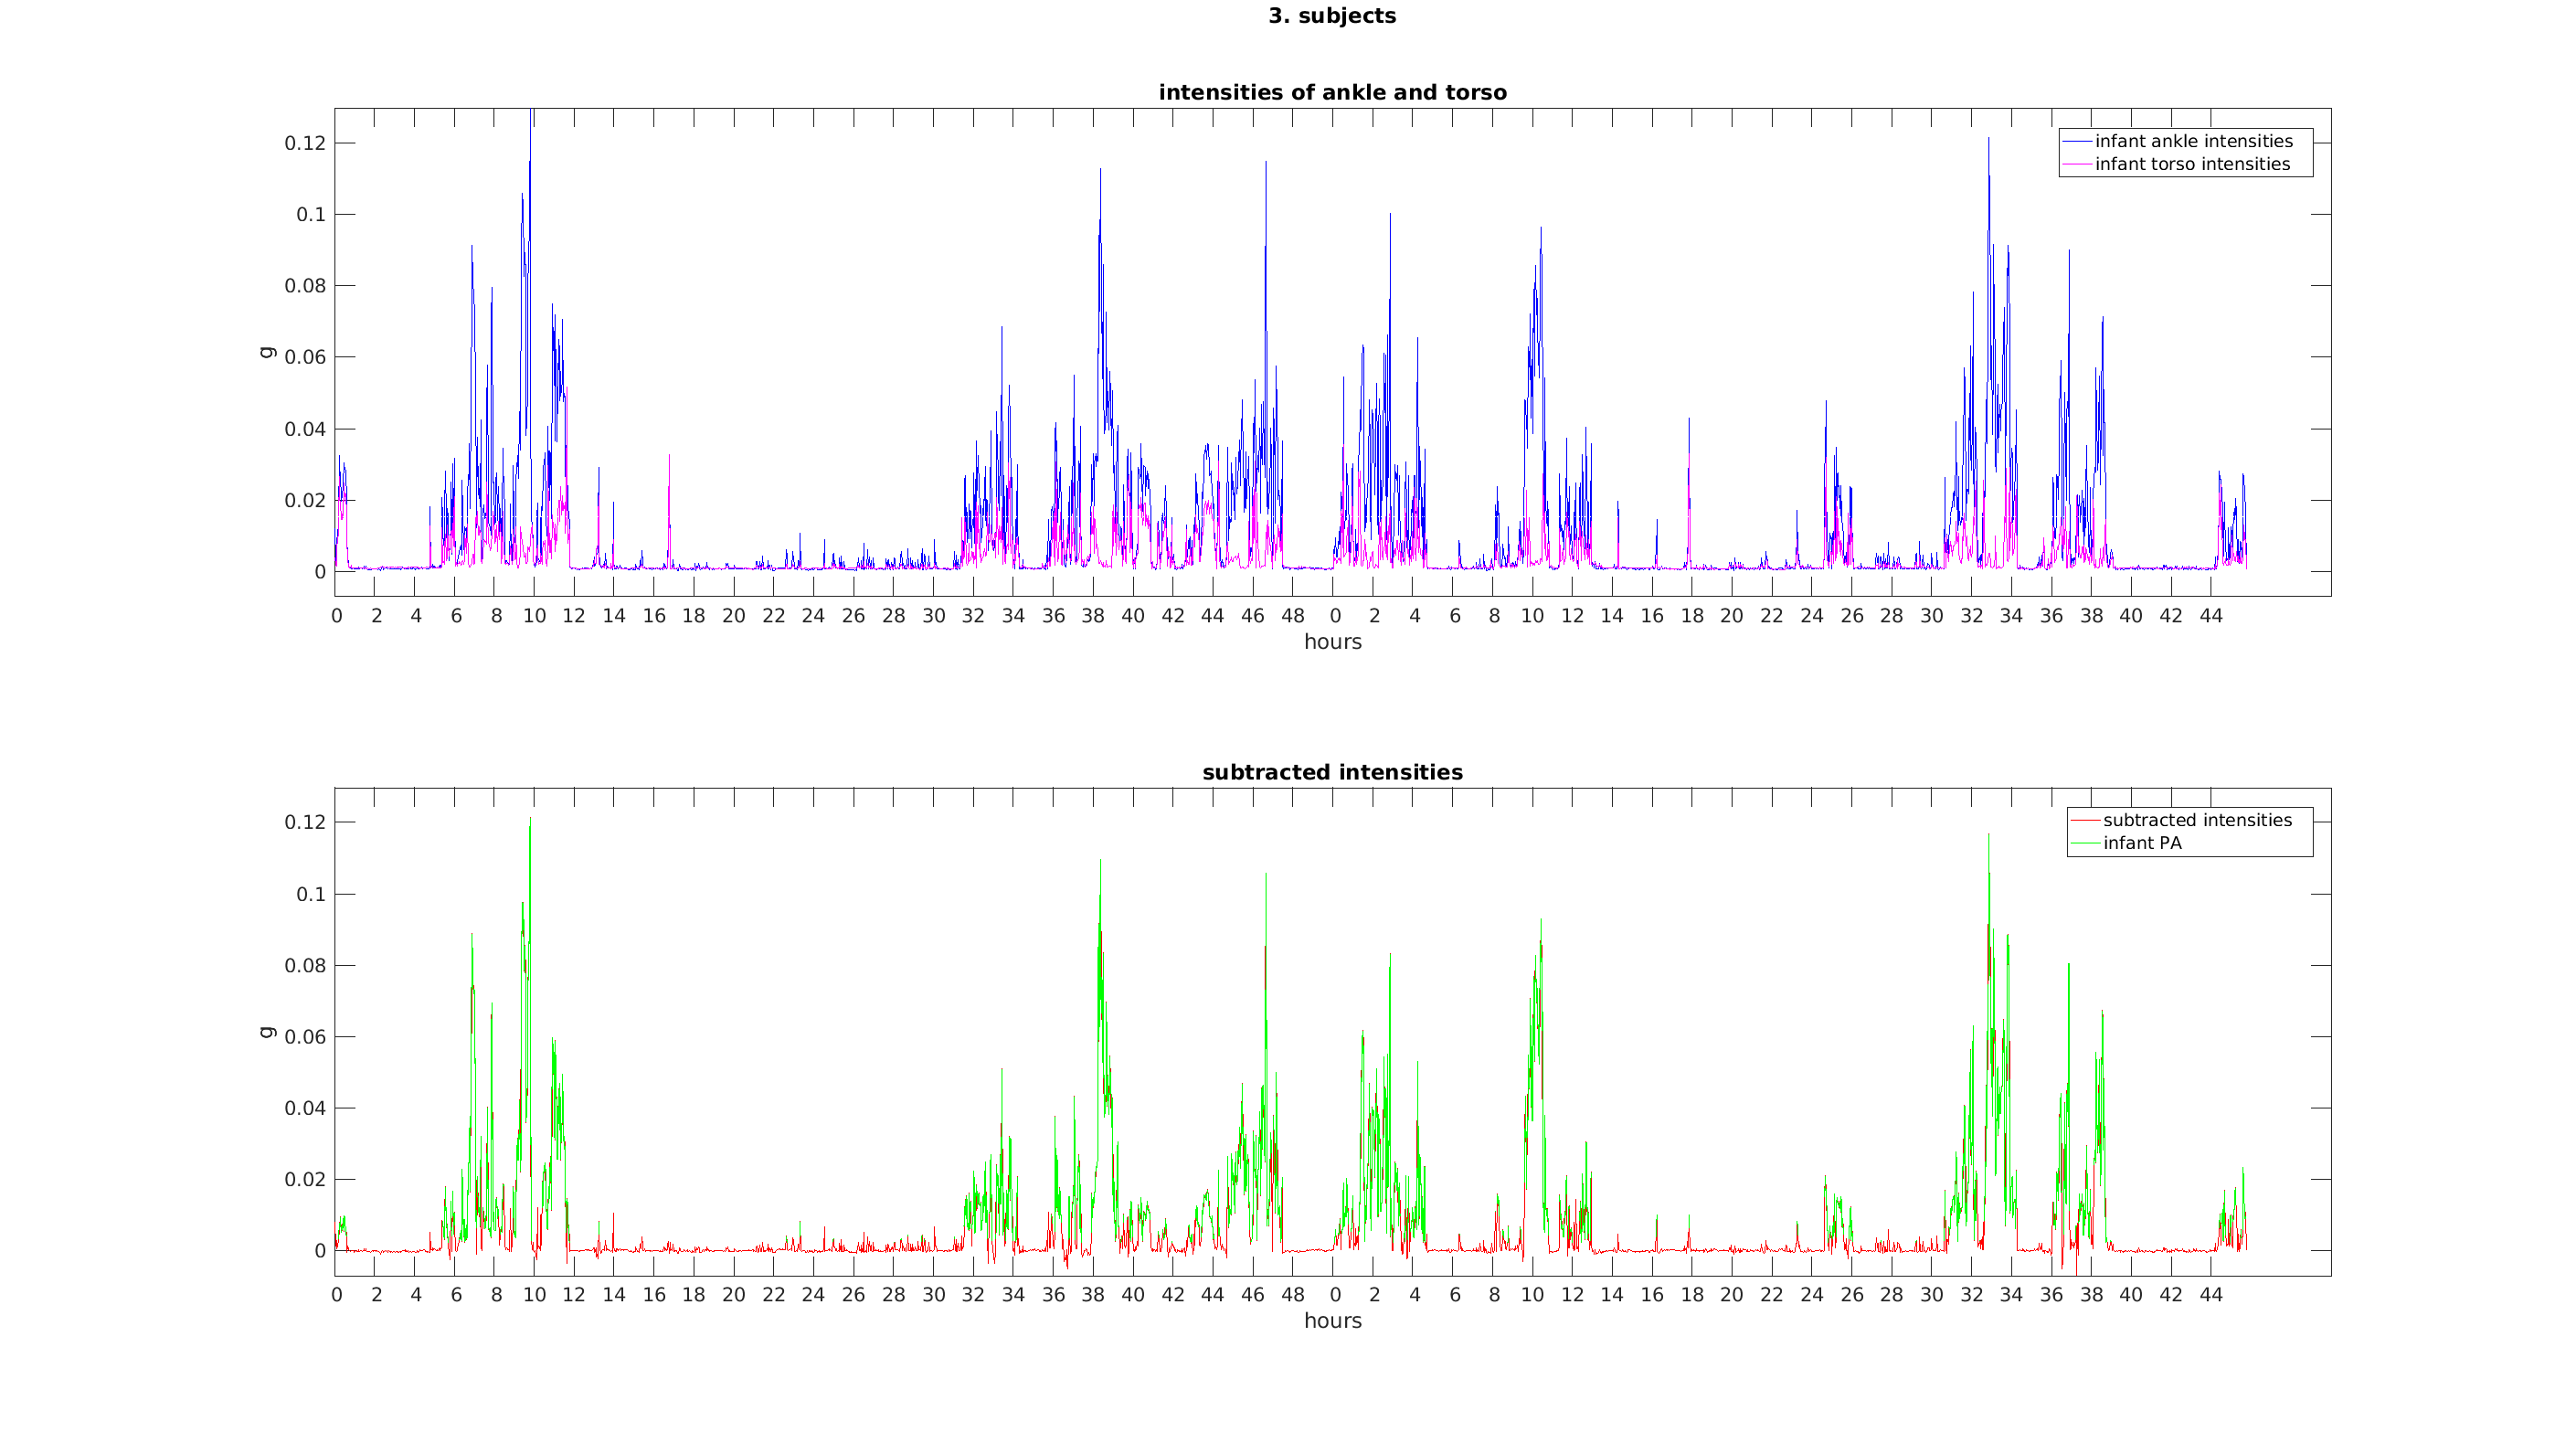 3. subjects
intensities of ankle and torso
0.12
0.1
0.08
0.06
0.04
0.02
0
g
infant ankle intensities
infant torso intensities
0 2 4 6 8 10 12 14 16 18 20 22 24 26 28 30 32 34 36 38 40 42 44 46 48 0 2 4 6 8 10 12 14 16 18 20 22 24 26 28 30 32 34 36 38 40 42 44
hours
subtracted intensities
0.12
0.1
0.08
0.06
0.04
0.02
0
g
subtracted intensities
infant PA
0 2 4 6 8 10 12 14 16 18 20 22 24 26 28 30 32 34 36 38 40 42 44 46 48 0 2 4 6 8 10 12 14 16 18 20 22 24 26 28 30 32 34 36 38 40 42 44
hours